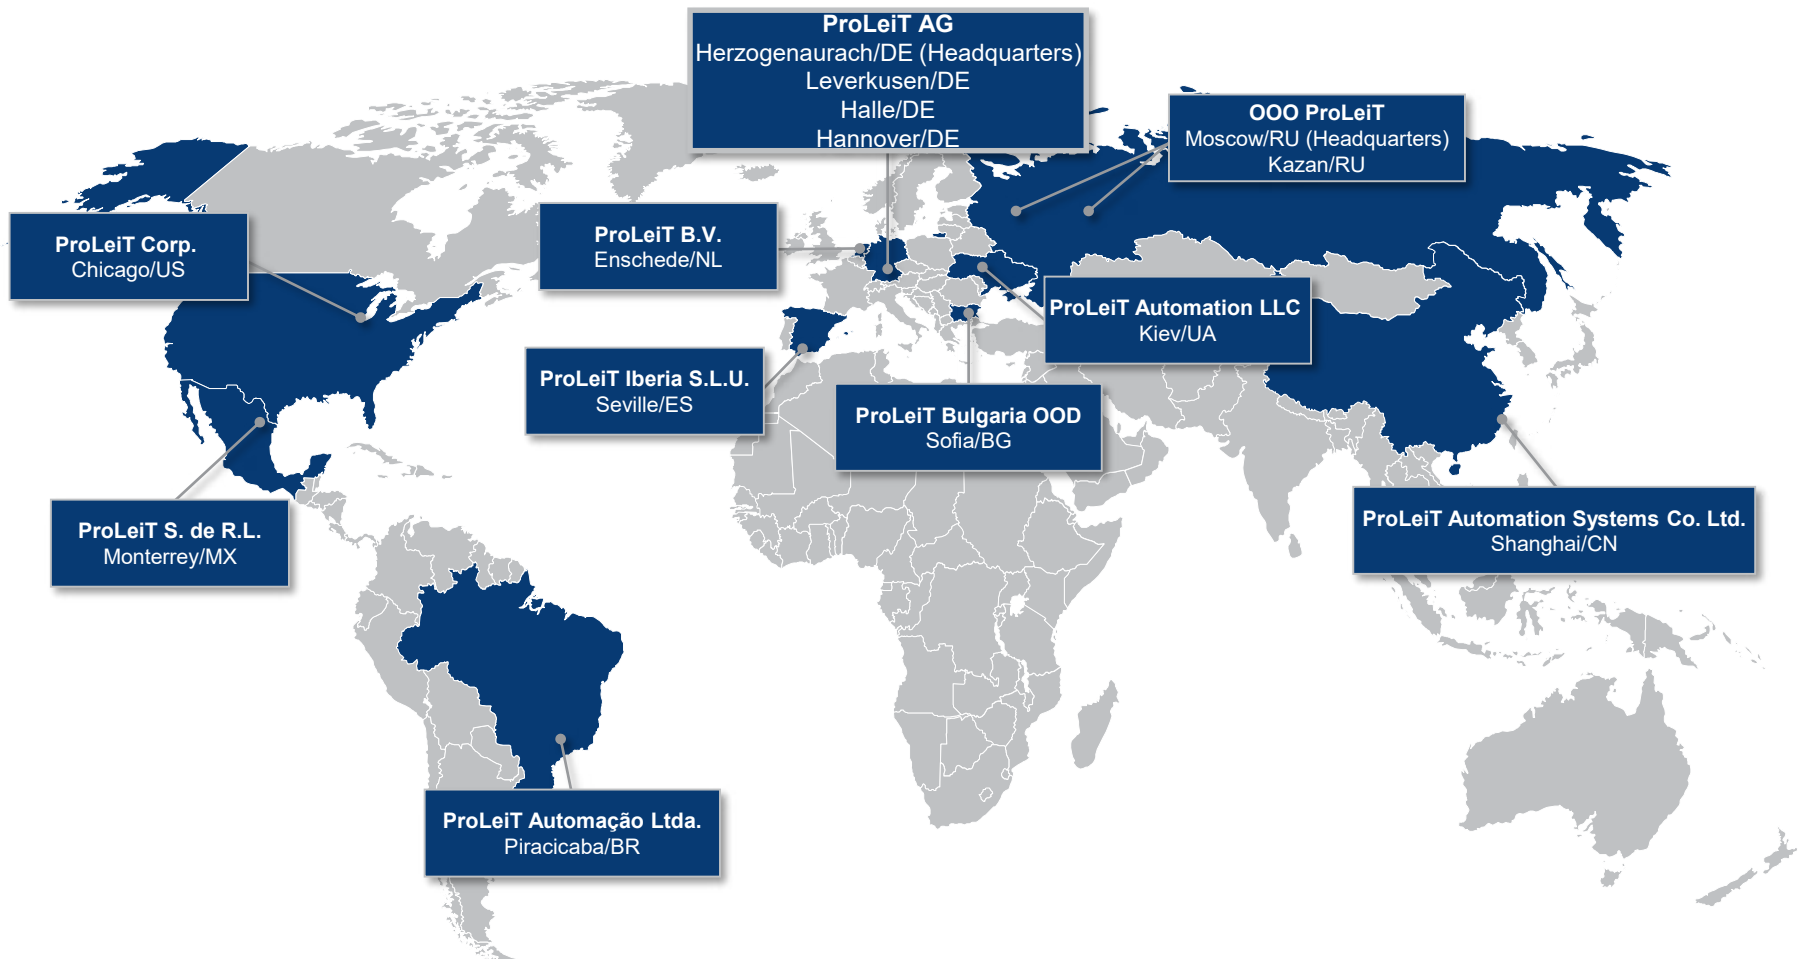 ProLeiT AG
Herzogenaurach/DE (Headquarters)
Leverkusen/DE
Halle/DE
Hannover/DE
OOO ProLeiT
Moscow/RU (Headquarters)
Kazan/RU
ProLeiT Corp.
Chicago/US
ProLeiT B.V.
Enschede/NL
ProLeiT Automation LLC
Kiev/UA
ProLeiT Iberia S.L.U.
Seville/ES
ProLeiT Bulgaria OOD
Sofia/BG
ProLeiT S. de R.L.
Monterrey/MX
ProLeiT Automation Systems Co. Ltd.
Shanghai/CN
ProLeiT Automação Ltda.
Piracicaba/BR